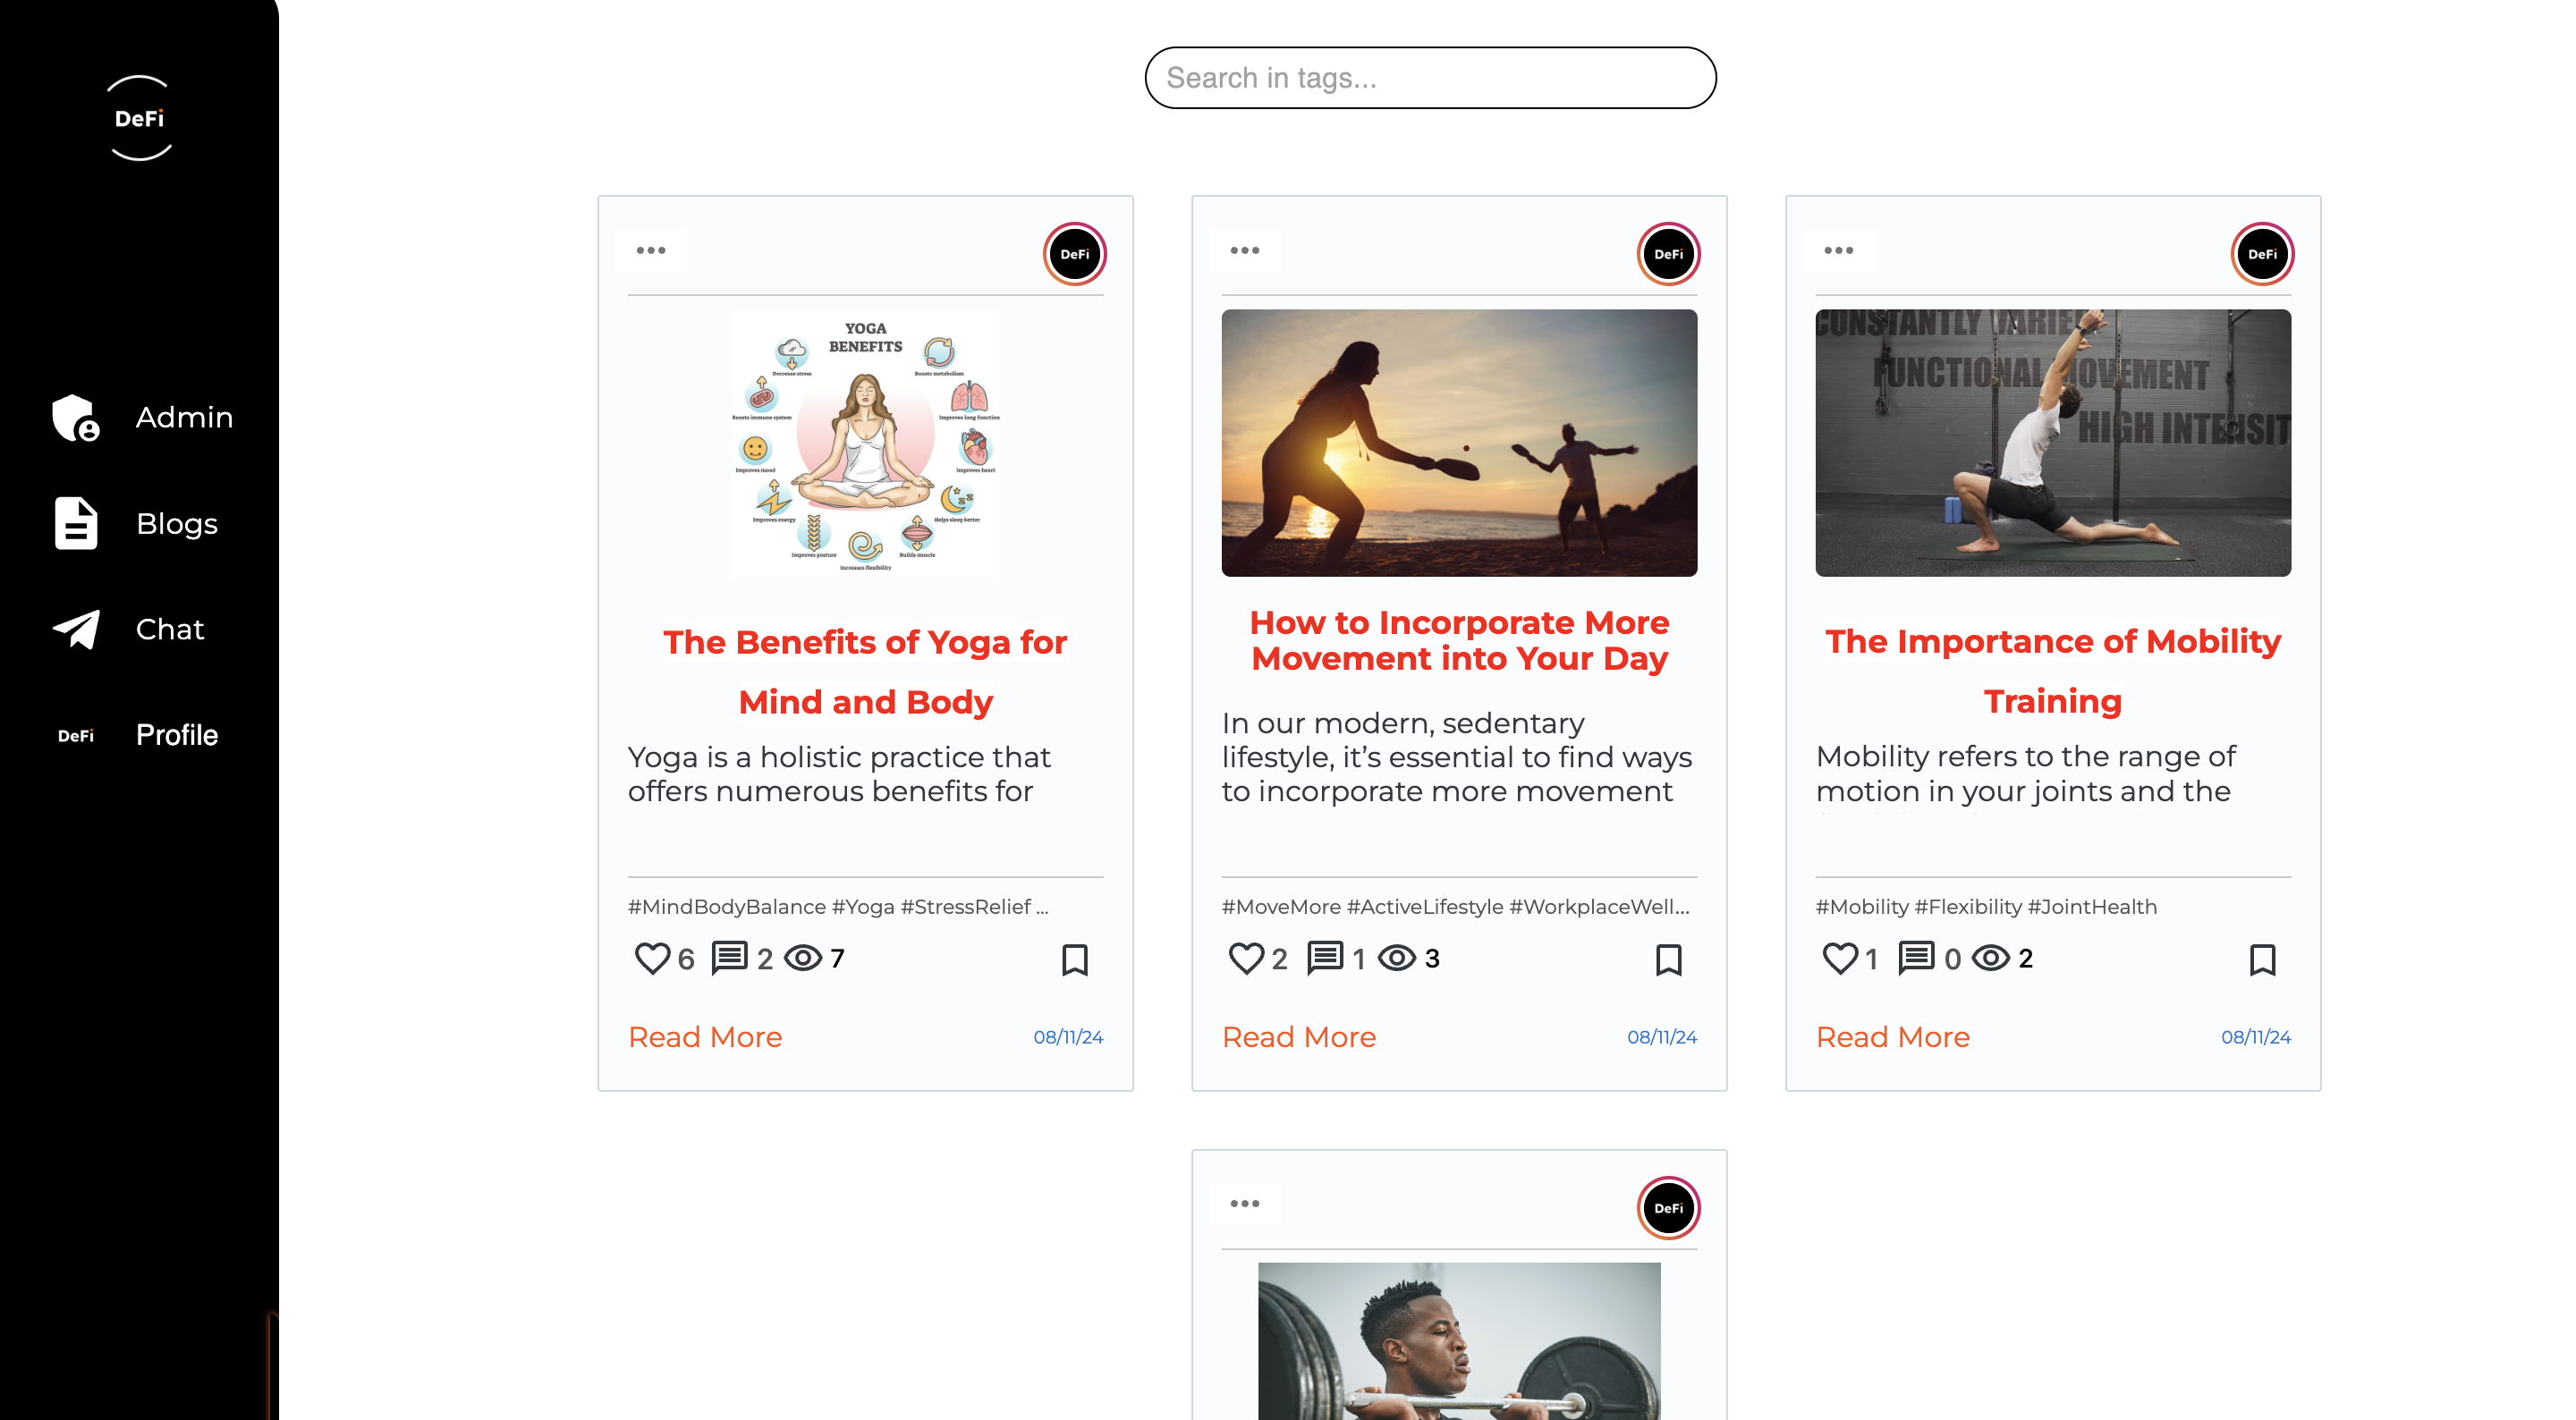 DeFi
Admin
Blogs
Chat
DeFi Profile
Search in tags...
DeFi
YOGA
BENEFITS
Decrease stress
Boosts metabolism
Boosts immune system
Improves lung function
Improves mood
Improves heart
Improves energy
Helps sleep better
Improves posture
Builds muscle
Increases flexibility
The Benefits of Yoga for
Mind and Body
Yoga is a holistic practice that
offers numerous benefits for
#MindBodyBalance #Yoga #StressRelief ...
6 2 7
Read More
08/11/24
DeFi
How to Incorporate More
Movement into Your Day
In our modern, sedentary
lifestyle, it’s essential to find ways
to incorporate more movement
#MoveMore #ActiveLifestyle #WorkplaceWell...
2 1 3
Read More
08/11/24
DeFi
CONSTANTLY VARIED
FUNCTIONAL MOVEMENT
HIGH INTENSIT
The Importance of Mobility
Training
Mobility refers to the range of
motion in your joints and the
#Mobility #Flexibility #JointHealth
1 0 2
Read More
08/11/24
DeFi